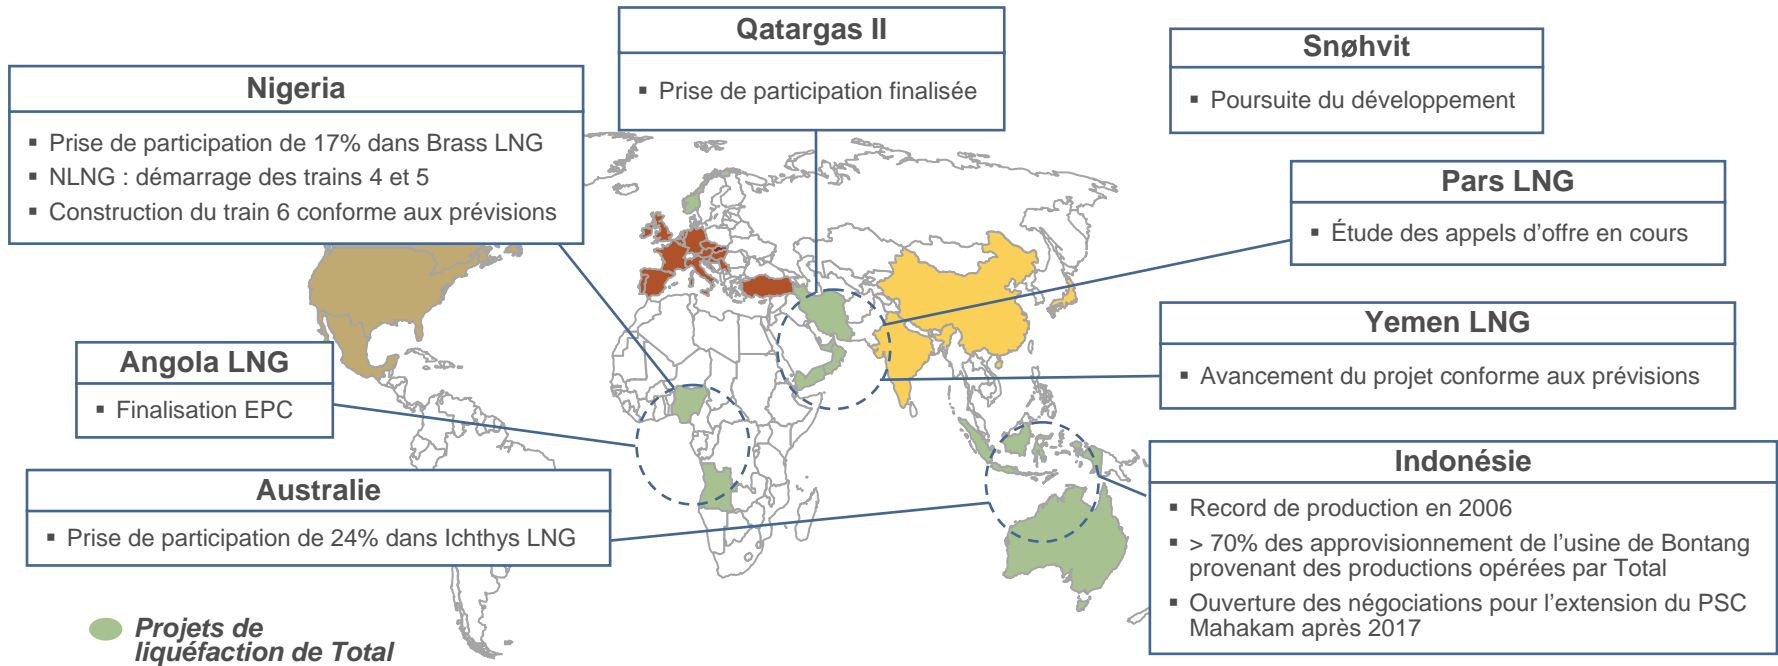 Qatargas II
▪ Prise de participation finalisée
Snøhvit
▪ Poursuite du développement
Nigeria
▪ Prise de participation de 17% dans Brass LNG
▪ NLNG : démarrage des trains 4 et 5
▪ Construction du train 6 conforme aux prévisions
Pars LNG
▪ Étude des appels d’offre en cours
Yemen LNG
▪ Avancement du projet conforme aux prévisions
Angola LNG
▪ Finalisation EPC
Australie
▪ Prise de participation de 24% dans Ichthys LNG
Indonésie
▪ Record de production en 2006
▪ > 70% des approvisionnement de l’usine de Bontang
provenant des productions opérées par Total
▪ Ouverture des négociations pour l’extension du PSC
Mahakam après 2017
Projets de
liquéfaction de Total